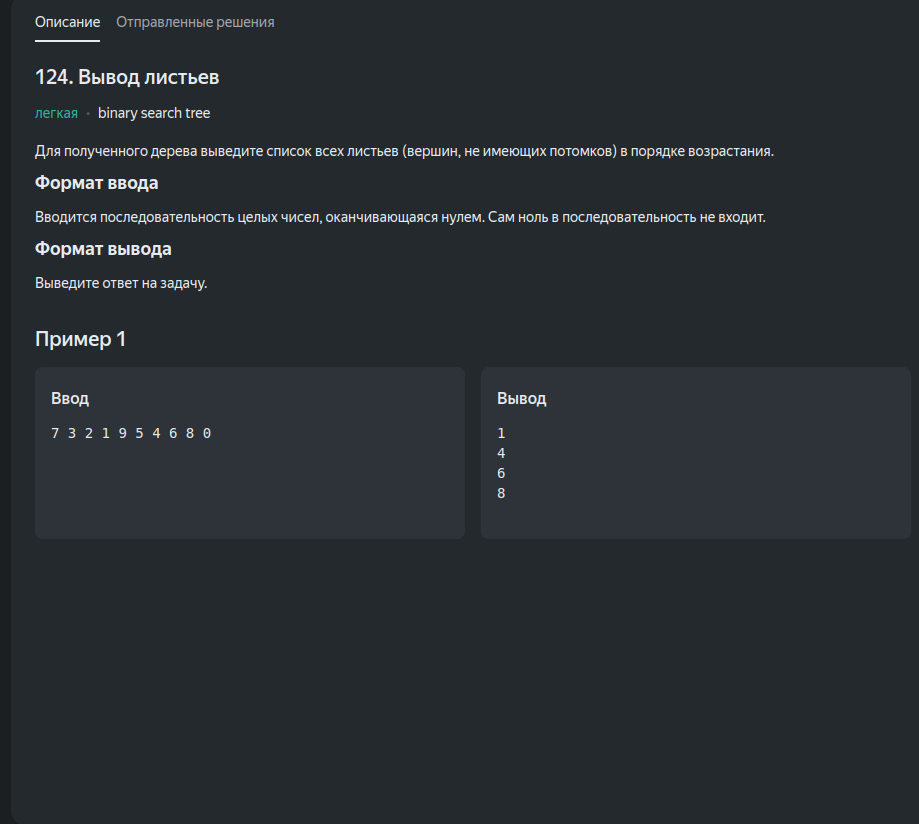 Описание Отправленные решения
124. Вывод листьев
легкая · binary search tree
Для полученного дерева выведите список всех листьев (вершин, не имеющих потомков) в порядке возрастания.
Формат ввода
Вводится последовательность целых чисел, оканчивающаяся нулем. Сам ноль в последовательность не входит.
Формат вывода
Выведите ответ на задачу.
Пример 1
Ввод
7 3 2 1 9 5 4 6 8 0
Вывод
1
4
6
8